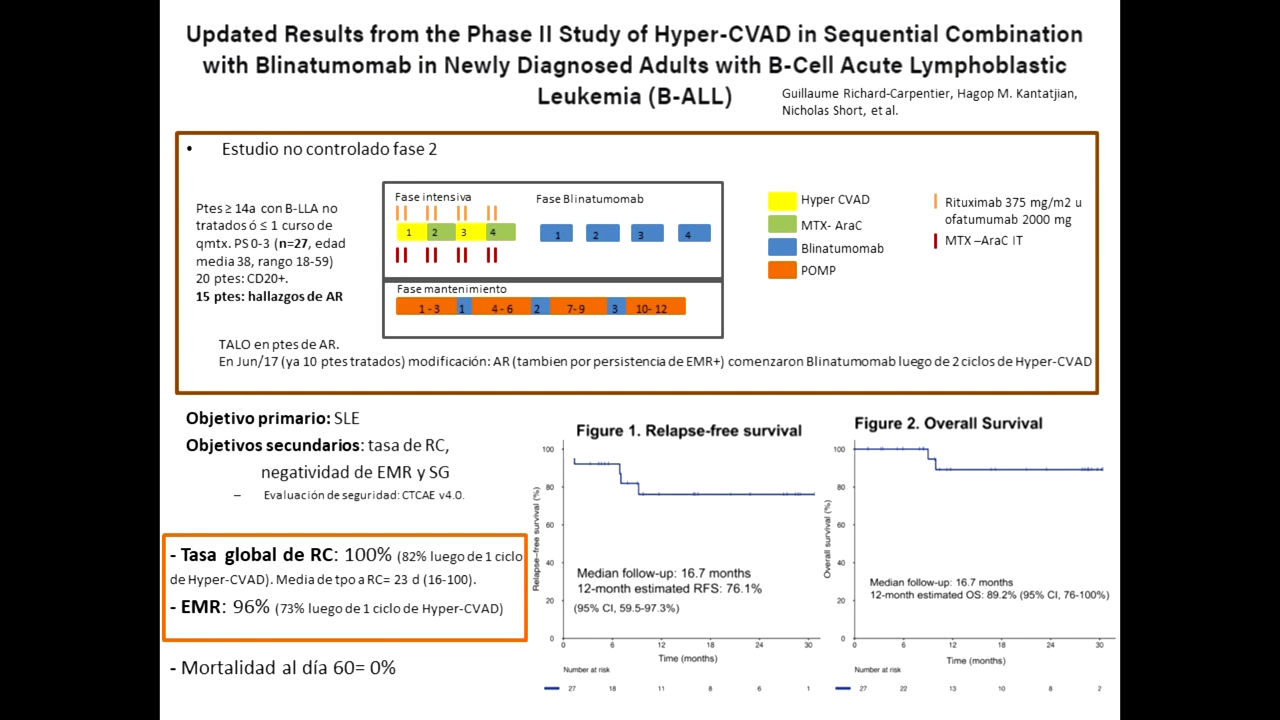 Updated Results from the Phase II Study of Hyper-CVAD in Sequential Combination
with Blinatumomab in Newly Diagnosed Adults with B-Cell Acute Lymphoblastic
Leukemia (B-ALL)
Guillaume Richard-Carpentier, Hagop M. Kantatjian,
Nicholas Short, et al.
• Estudio no controlado fase 2
Ptes ≥ 14a con B-LLA no
tratados ó ≤ 1 curso de
qmtx. PS 0-3 (n=27, edad
media 38, rango 18-59)
20 ptes: CD20+.
15 ptes: hallazgos de AR
Fase intensiva
1 2 3 4
Fase Blinatumomab
1 2 3 4
Fase mantenimiento
1 - 3 1 4 - 6 2 7- 9 3 10- 12
Hyper CVAD
MTX- AraC
Blinatumomab
POMP
Rituximab 375 mg/m2 u
ofatumumab 2000 mg
MTX –AraC IT
TALO en ptes de AR.
En Jun/17 (ya 10 ptes tratados) modificación: AR (tambien por persistencia de EMR+) comenzaron Blinatumomab luego de 2 ciclos de Hyper-CVAD
Objetivo primario: SLE
Objetivos secundarios: tasa de RC,
negatividad de EMR y SG
– Evaluación de seguridad: CTCAE v4.0.
- Tasa global de RC: 100% (82% luego de 1 ciclo
de Hyper-CVAD). Media de tpo a RC= 23 d (16-100).
- EMR: 96% (73% luego de 1 ciclo de Hyper-CVAD)
- Mortalidad al día 60= 0%
Figure 1. Relapse-free survival
Relapse-free survival (%)
100
80
60
40
20
0
Median follow-up: 16.7 months
12-month estimated RFS: 76.1%
(95% CI, 59.5-97.3%)
0 6 12 18 24 30
Time (months)
Number at risk
27 18 11 8 6 1
Figure 2. Overall Survival
Overall survival (%)
100
80
60
40
20
0
Median follow-up: 16.7 months
12-month estimated OS: 89.2% (95% CI, 76-100%)
0 6 12 18 24 30
Time (months)
Number at risk
27 22 13 10 8 2